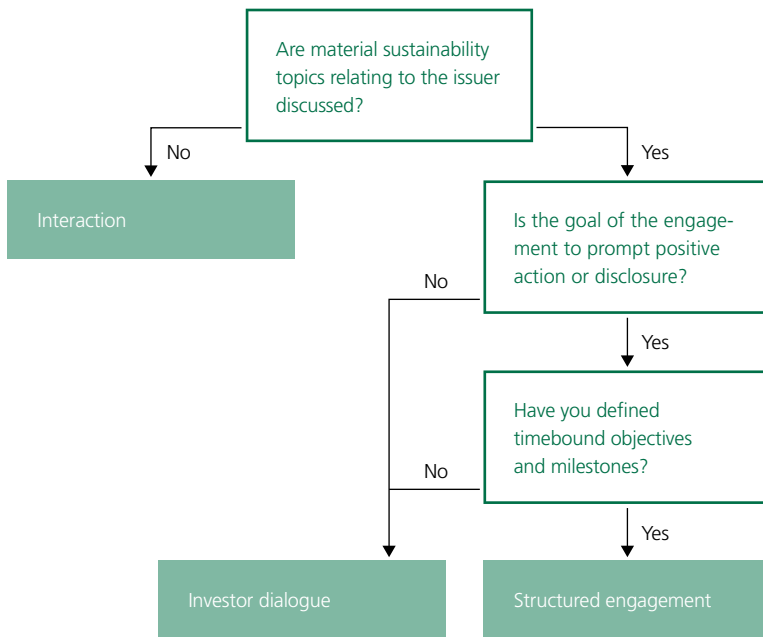 Are material sustainability
topics relating to the issuer
discussed?
No
Yes
Interaction
Is the goal of the engage-
ment to prompt positive
action or disclosure?
No
Yes
Have you defined
timebound objectives
and milestones?
No
Yes
Investor dialogue
Structured engagement